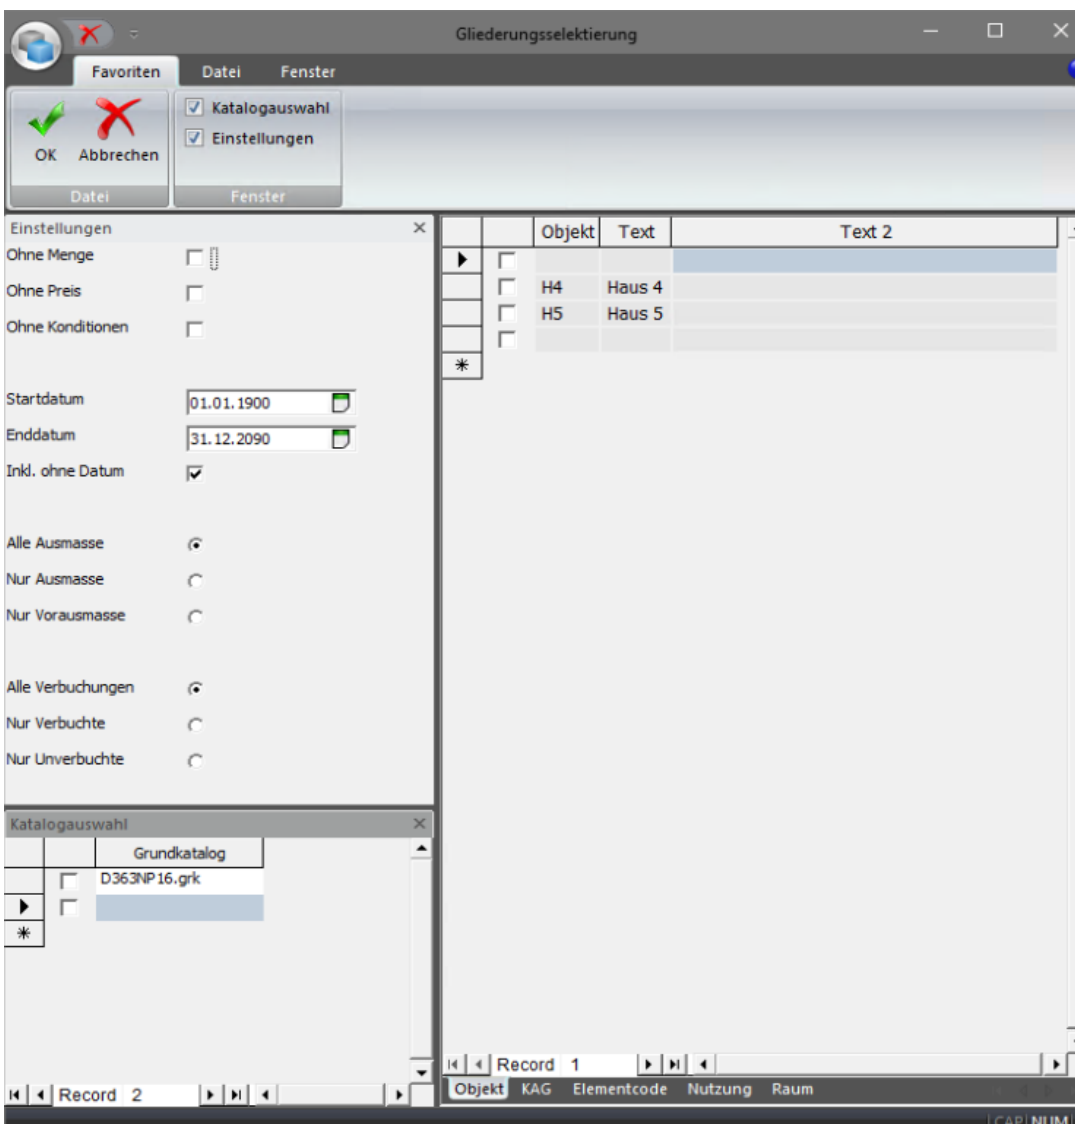 Gliederungsselektierung
Favoriten Datei Fenster
Katalogauswahl
Einstellungen
OK Abbrechen
Datei Fenster
Einstellungen
Ohne Menge
Ohne Preis
Ohne Konditionen
Startdatum 01.01.1900
Enddatum 31.12.2090
Inkl. ohne Datum
Alle Ausmasse
Nur Ausmasse
Nur Vorausmasse
Alle Verbuchungen
Nur Verbuchte
Nur Unverbuchte
Katalogauswahl
Grundkatalog
D363NP16.grk
Record 2
Objekt Text Text 2
H4 Haus 4
H5 Haus 5
Record 1
Objekt KAG Elementcode Nutzung Raum
CAP NUM